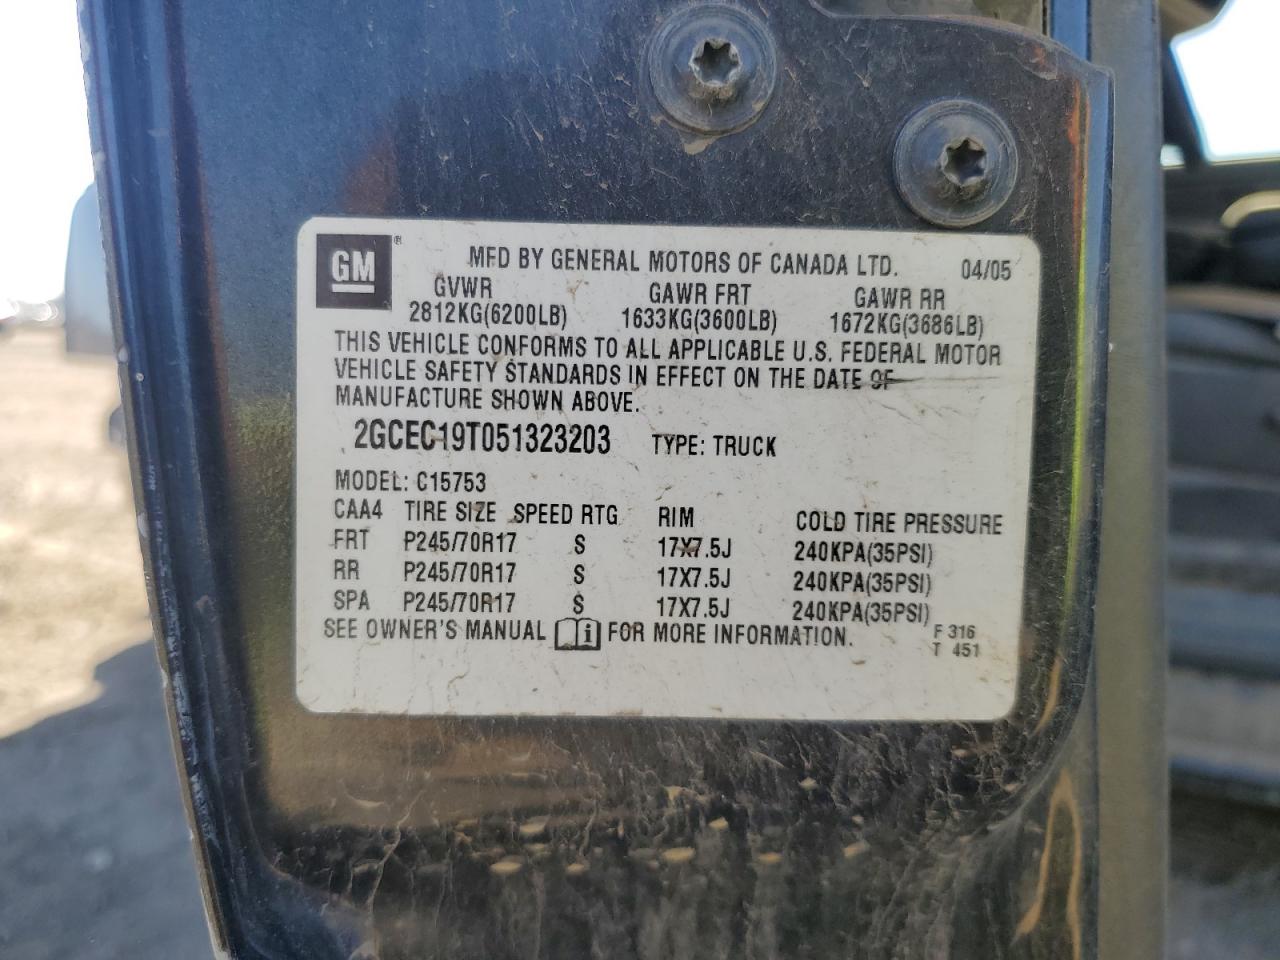 GM® MFD BY GENERAL MOTORS OF CANADA LTD. 04/05
GVWR GAWR FRT GAWR RR
2812KG(6200LB) 1633KG(3600LB) 1672KG(3686LB)
THIS VEHICLE CONFORMS TO ALL APPLICABLE U.S. FEDERAL MOTOR
VEHICLE SAFETY STANDARDS IN EFFECT ON THE DATE OF
MANUFACTURE SHOWN ABOVE.
2GCEC19T051323203 TYPE: TRUCK
MODEL: C15753
CAA4 TIRE SIZE SPEED RTG RIM COLD TIRE PRESSURE
FRT P245/70R17 S 17X7.5J 240KPA(35PSI)
RR P245/70R17 S 17X7.5J 240KPA(35PSI)
SPA P245/70R17 S 17X7.5J 240KPA(35PSI)
SEE OWNER'S MANUAL i FOR MORE INFORMATION. F 316
T 451